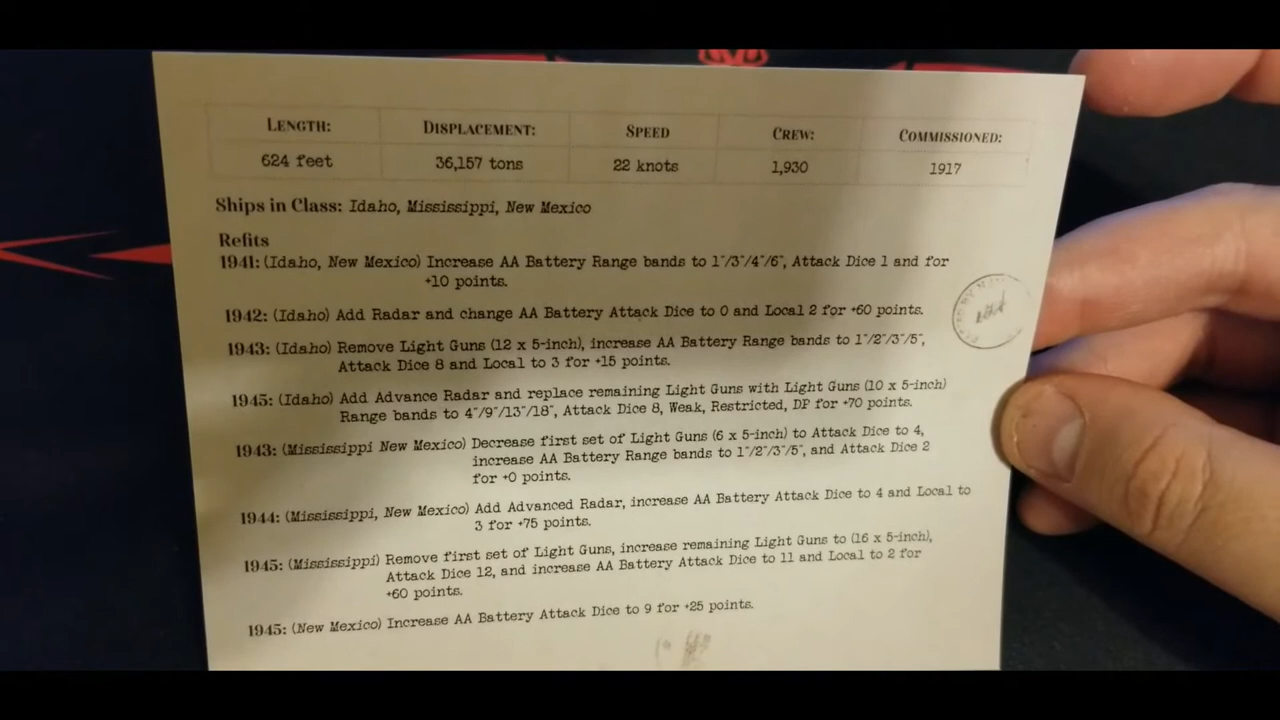 LENGTH: DISPLACEMENT: SPEED CREW: COMMISSIONED:
624 feet 36,157 tons 22 knots 1,930 1917
Ships in Class: Idaho, Mississippi, New Mexico
Refits
1941: (Idaho, New Mexico) Increase AA Battery Range bands to 1"/3"/4"/6", Attack Dice 1 and for
+10 points.
1942: (Idaho) Add Radar and change AA Battery Attack Dice to 0 and Local 2 for +60 points.
1943: (Idaho) Remove Light Guns (12 x 5-inch), increase AA Battery Range bands to 1"/2"/3"/5",
Attack Dice 8 and Local to 3 for +15 points.
1945: (Idaho) Add Advance Radar and replace remaining Light Guns with Light Guns (10 x 5-inch)
Range bands to 4"/9"/13"/18", Attack Dice 8, Weak, Restricted, DP for +70 points.
1943: (Mississippi New Mexico) Decrease first set of Light Guns (6 x 5-inch) to Attack Dice to 4,
increase AA Battery Range bands to 1"/2"/3"/5", and Attack Dice 2
for +0 points.
1944: (Mississippi, New Mexico) Add Advanced Radar, increase AA Battery Attack Dice to 4 and Local to
3 for +75 points.
1945: (Mississippi) Remove first set of Light Guns, increase remaining Light Guns to (16 x 5-inch),
Attack Dice 12, and increase AA Battery Attack Dice to 11 and Local to 2 for
+60 points.
1945: (New Mexico) Increase AA Battery Attack Dice to 9 for +25 points.